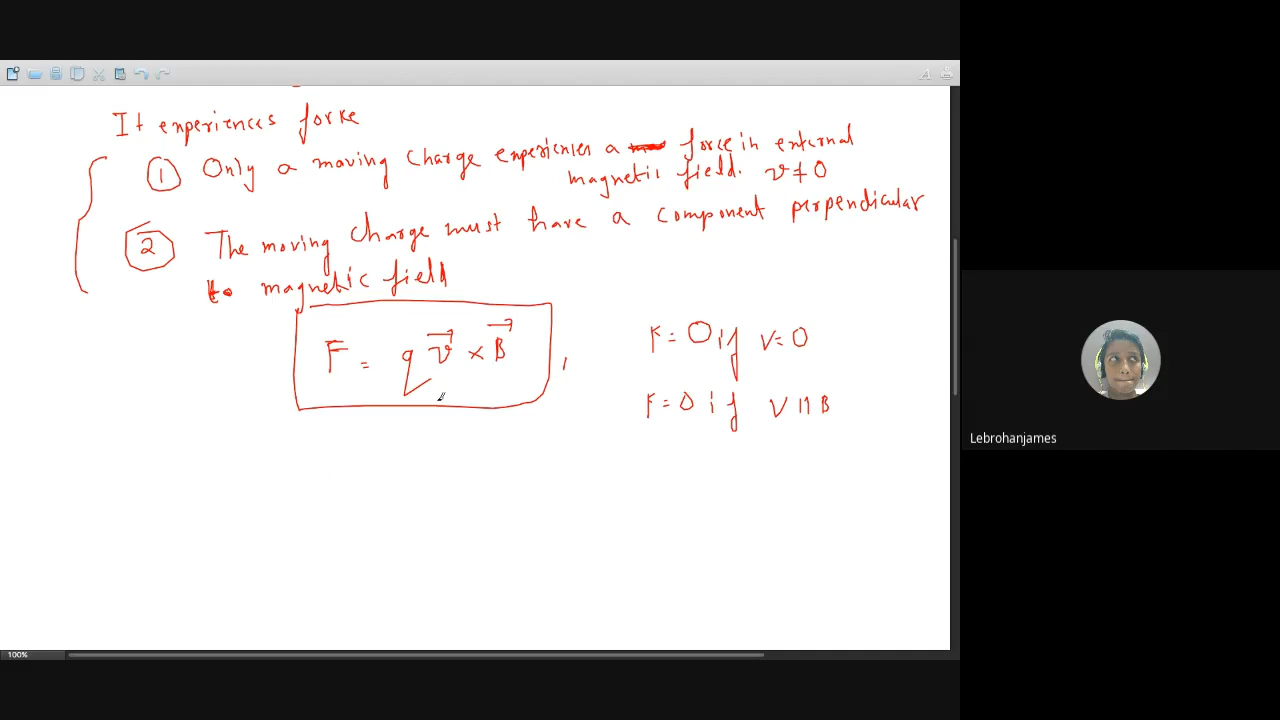 It experiences force
① Only a moving charge experiences a force in external
magnetic field. v ≠ 0
② The moving charge must have a component perpendicular
to magnetic field
F = q v⃗ × B⃗ , F = 0 if v = 0
F = 0 if v || B
Lebrohanjames
100%